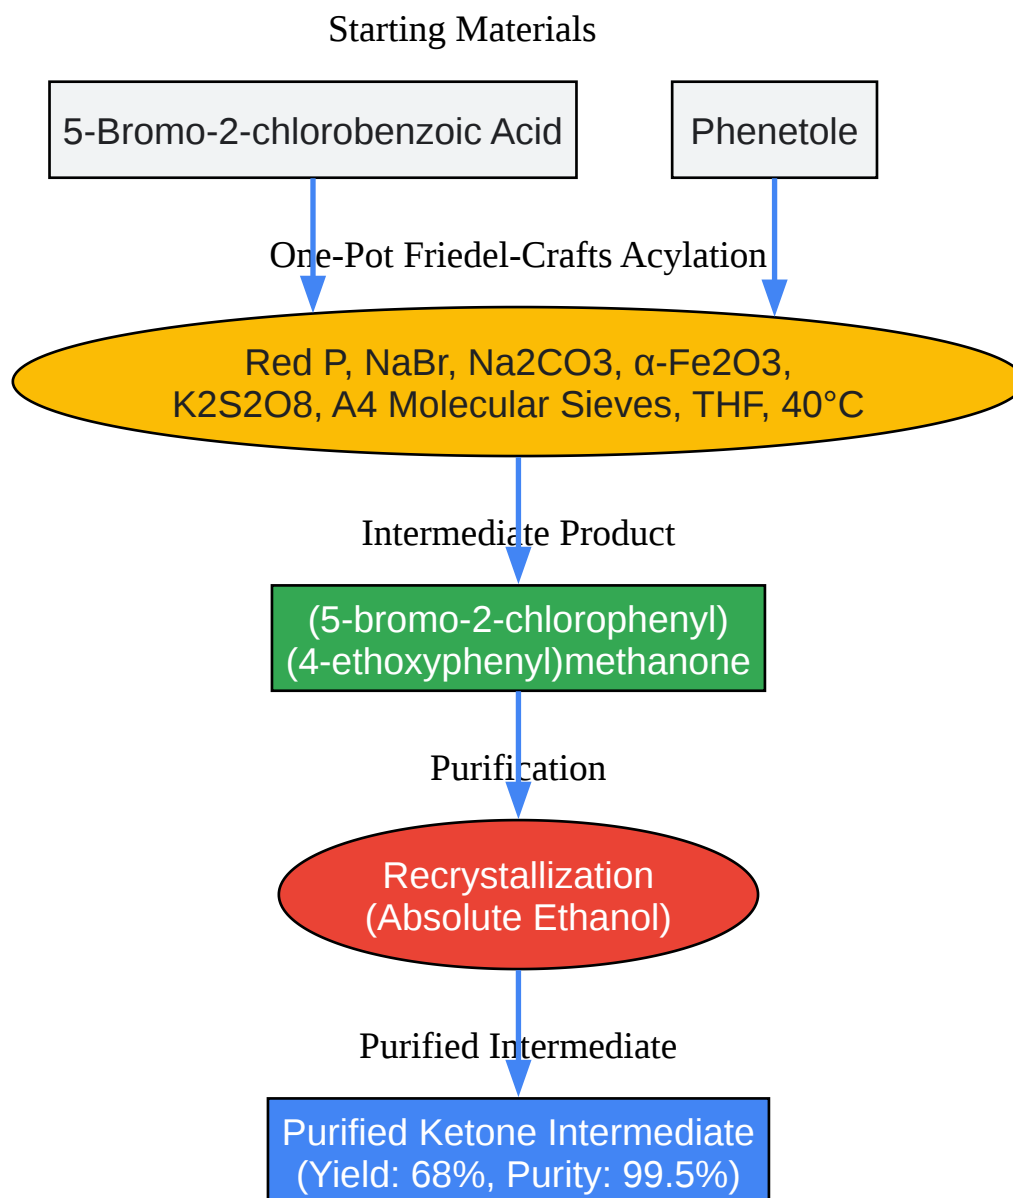 Starting Materials
5-Bromo-2-chlorobenzoic Acid
Phenetole
One-Pot Friedel-Crafts Acylation
Red P, NaBr, Na2CO3, α-Fe2O3,
K2S2O8, A4 Molecular Sieves, THF, 40°C
Intermediate Product
(5-bromo-2-chlorophenyl)
(4-ethoxyphenyl)methanone
Purification
Recrystallization
(Absolute Ethanol)
Purified Intermediate
Purified Ketone Intermediate
(Yield: 68%, Purity: 99.5%)